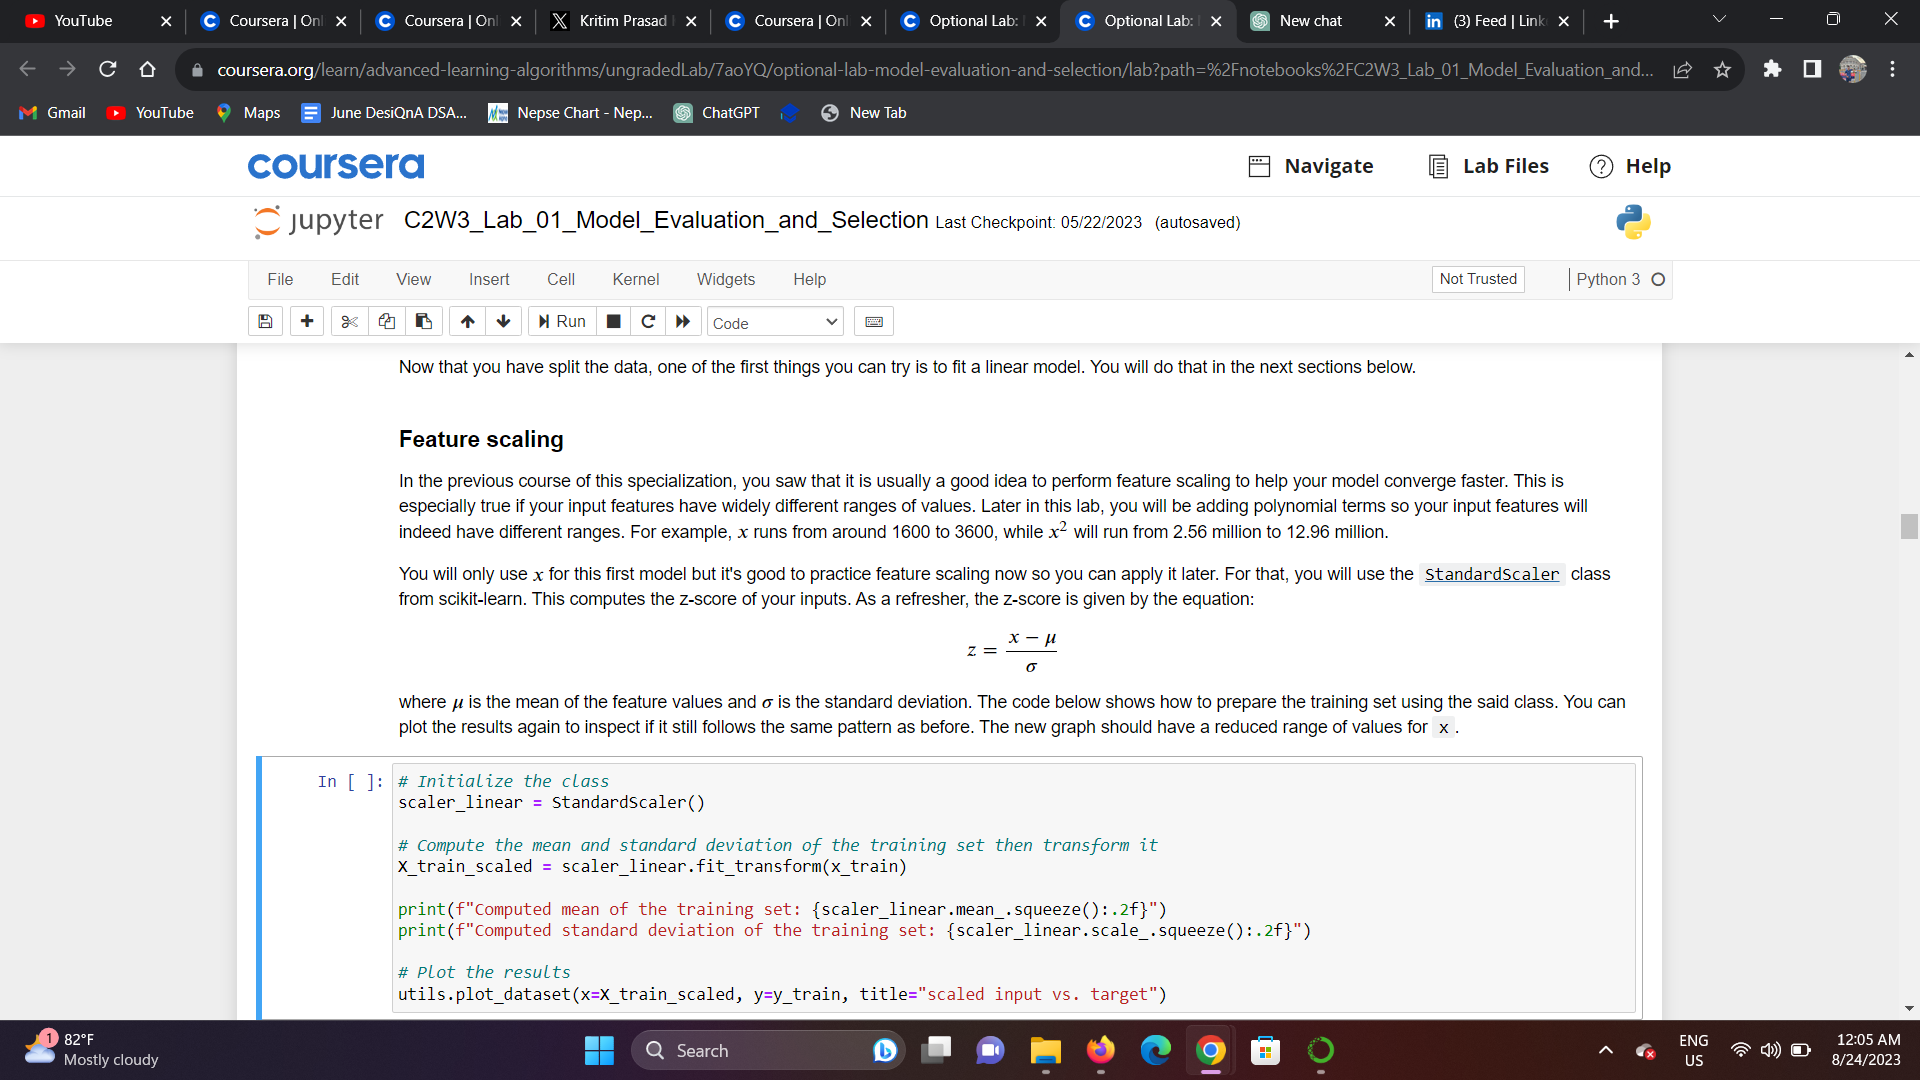 YouTube
Coursera | Onl
Coursera | Onl
Kritim Prasad
Coursera | Onl
Optional Lab:
Optional Lab:
New chat
(3) Feed | Link
coursera.org/learn/advanced-learning-algorithms/ungradedLab/7aoYQ/optional-lab-model-evaluation-and-selection/lab?path=%2Fnotebooks%2FC2W3_Lab_01_Model_Evaluation_and...
Gmail YouTube Maps June DesiQnA DSA... Nepse Chart - Nep... ChatGPT New Tab
coursera
Navigate Lab Files Help
jupyter C2W3_Lab_01_Model_Evaluation_and_Selection Last Checkpoint: 05/22/2023 (autosaved)
File Edit View Insert Cell Kernel Widgets Help
Not Trusted Python 3
Run Code
Now that you have split the data, one of the first things you can try is to fit a linear model. You will do that in the next sections below.
Feature scaling
In the previous course of this specialization, you saw that it is usually a good idea to perform feature scaling to help your model converge faster. This is
especially true if your input features have widely different ranges of values. Later in this lab, you will be adding polynomial terms so your input features will
indeed have different ranges. For example, x runs from around 1600 to 3600, while x² will run from 2.56 million to 12.96 million.
You will only use x for this first model but it's good to practice feature scaling now so you can apply it later. For that, you will use the StandardScaler class
from scikit-learn. This computes the z-score of your inputs. As a refresher, the z-score is given by the equation:
z = (x − μ) / σ
where μ is the mean of the feature values and σ is the standard deviation. The code below shows how to prepare the training set using the said class. You can
plot the results again to inspect if it still follows the same pattern as before. The new graph should have a reduced range of values for x .
In [ ]: # Initialize the class
scaler_linear = StandardScaler()
# Compute the mean and standard deviation of the training set then transform it
X_train_scaled = scaler_linear.fit_transform(x_train)
print(f"Computed mean of the training set: {scaler_linear.mean_.squeeze():.2f}")
print(f"Computed standard deviation of the training set: {scaler_linear.scale_.squeeze():.2f}")
# Plot the results
utils.plot_dataset(x=X_train_scaled, y=y_train, title="scaled input vs. target")
1
82°F
Mostly cloudy
Search
ENG
US
12:05 AM
8/24/2023